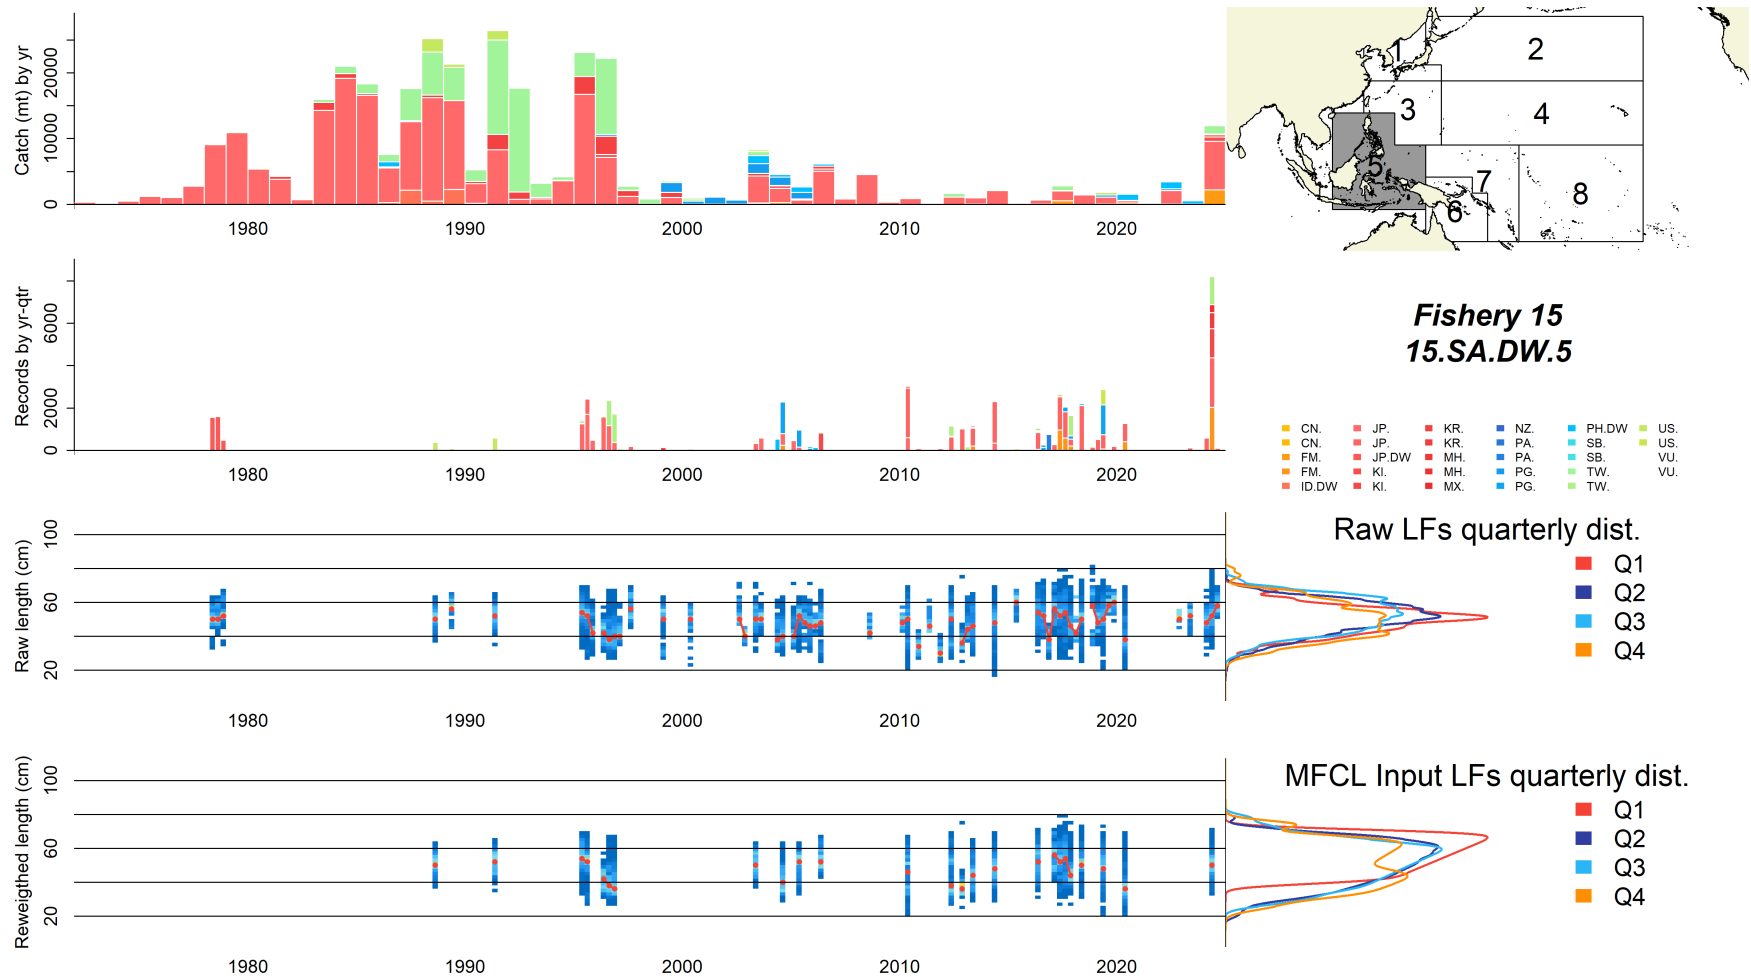 Catch (mt) by yr
0
10000
20000
1980
1990
2000
2010
2020
1
2
3
4
5
6
7
8
Records by yr-qtr
0
2000
6000
1980
1990
2000
2010
2020
Fishery 15
15.SA.DW.5
CN.
CN.
FM.
FM.
ID.DW
JP.
JP.
JP.DW
KI.
KI.
KR.
KR.
MH.
MH.
MX.
NZ.
PA.
PA.
PG.
PG.
PH.DW
SB.
SB.
TW.
TW.
US.
US.
VU.
VU.
Raw length (cm)
20
60
100
1980
1990
2000
2010
2020
Raw LFs quarterly dist.
Q1
Q2
Q3
Q4
Reweigthed length (cm)
20
60
100
1980
1990
2000
2010
2020
MFCL Input LFs quarterly dist.
Q1
Q2
Q3
Q4